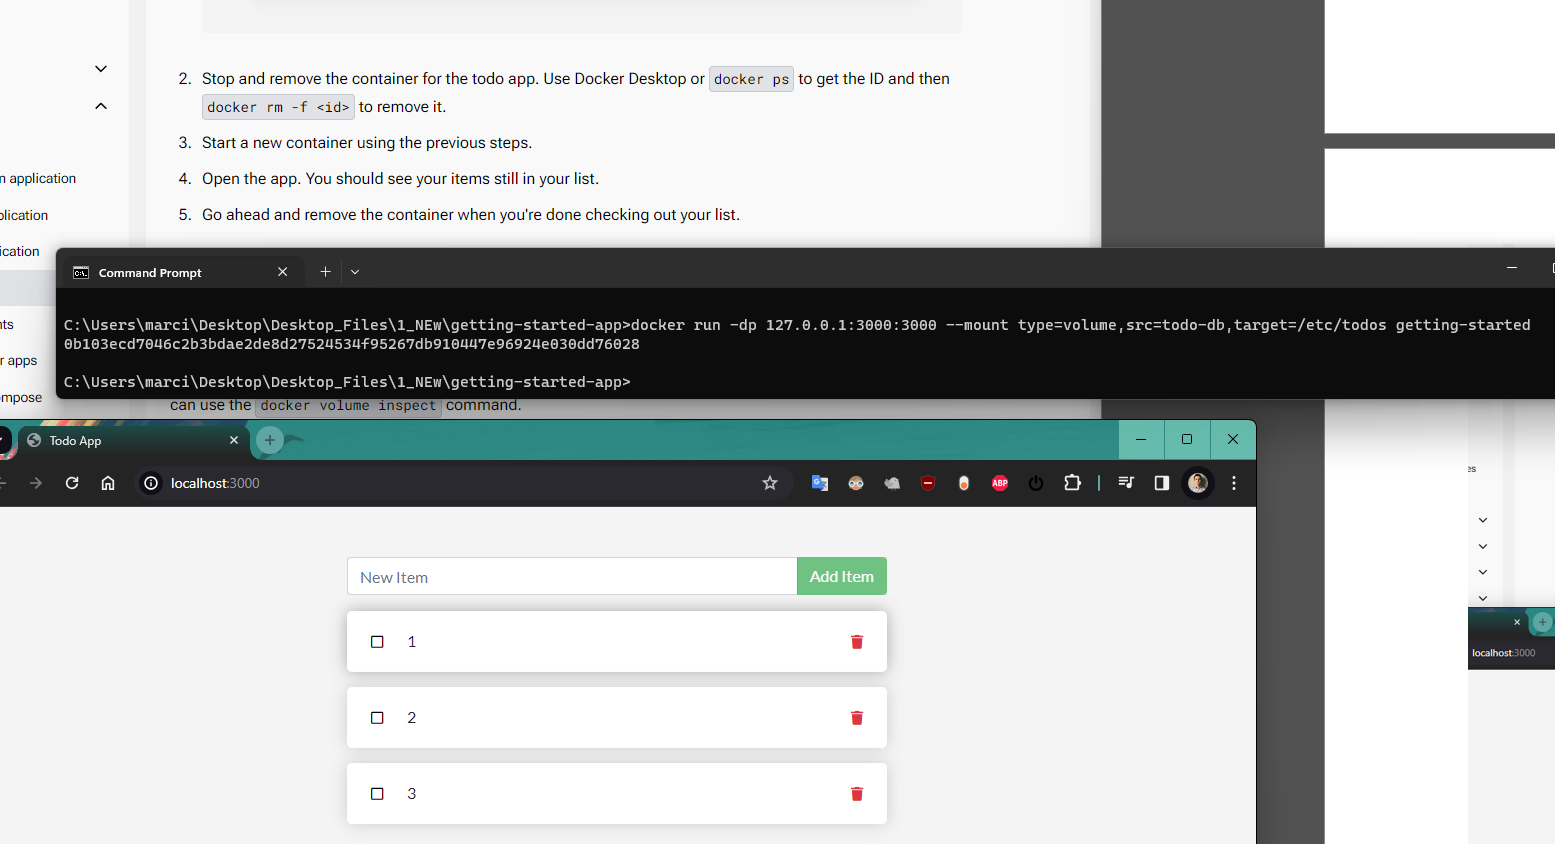 2. Stop and remove the container for the todo app. Use Docker Desktop or docker ps to get the ID and then
docker rm -f <id> to remove it.
3. Start a new container using the previous steps.
4. Open the app. You should see your items still in your list.
5. Go ahead and remove the container when you're done checking out your list.
n application
plication
ication
nts
r apps
mpose
Command Prompt
C:\Users\marci\Desktop\Desktop_Files\1_NEw\getting-started-app>docker run -dp 127.0.0.1:3000:3000 --mount type=volume,src=todo-db,target=/etc/todos getting-started
0b103ecd7046c2b3bdae2de8d27524534f95267db910447e96924e030dd76028
C:\Users\marci\Desktop\Desktop_Files\1_NEw\getting-started-app>
can use the docker volume inspect command.
Todo App
localhost:3000
ABP
New Item
Add Item
1
2
3
es
localhost:3000